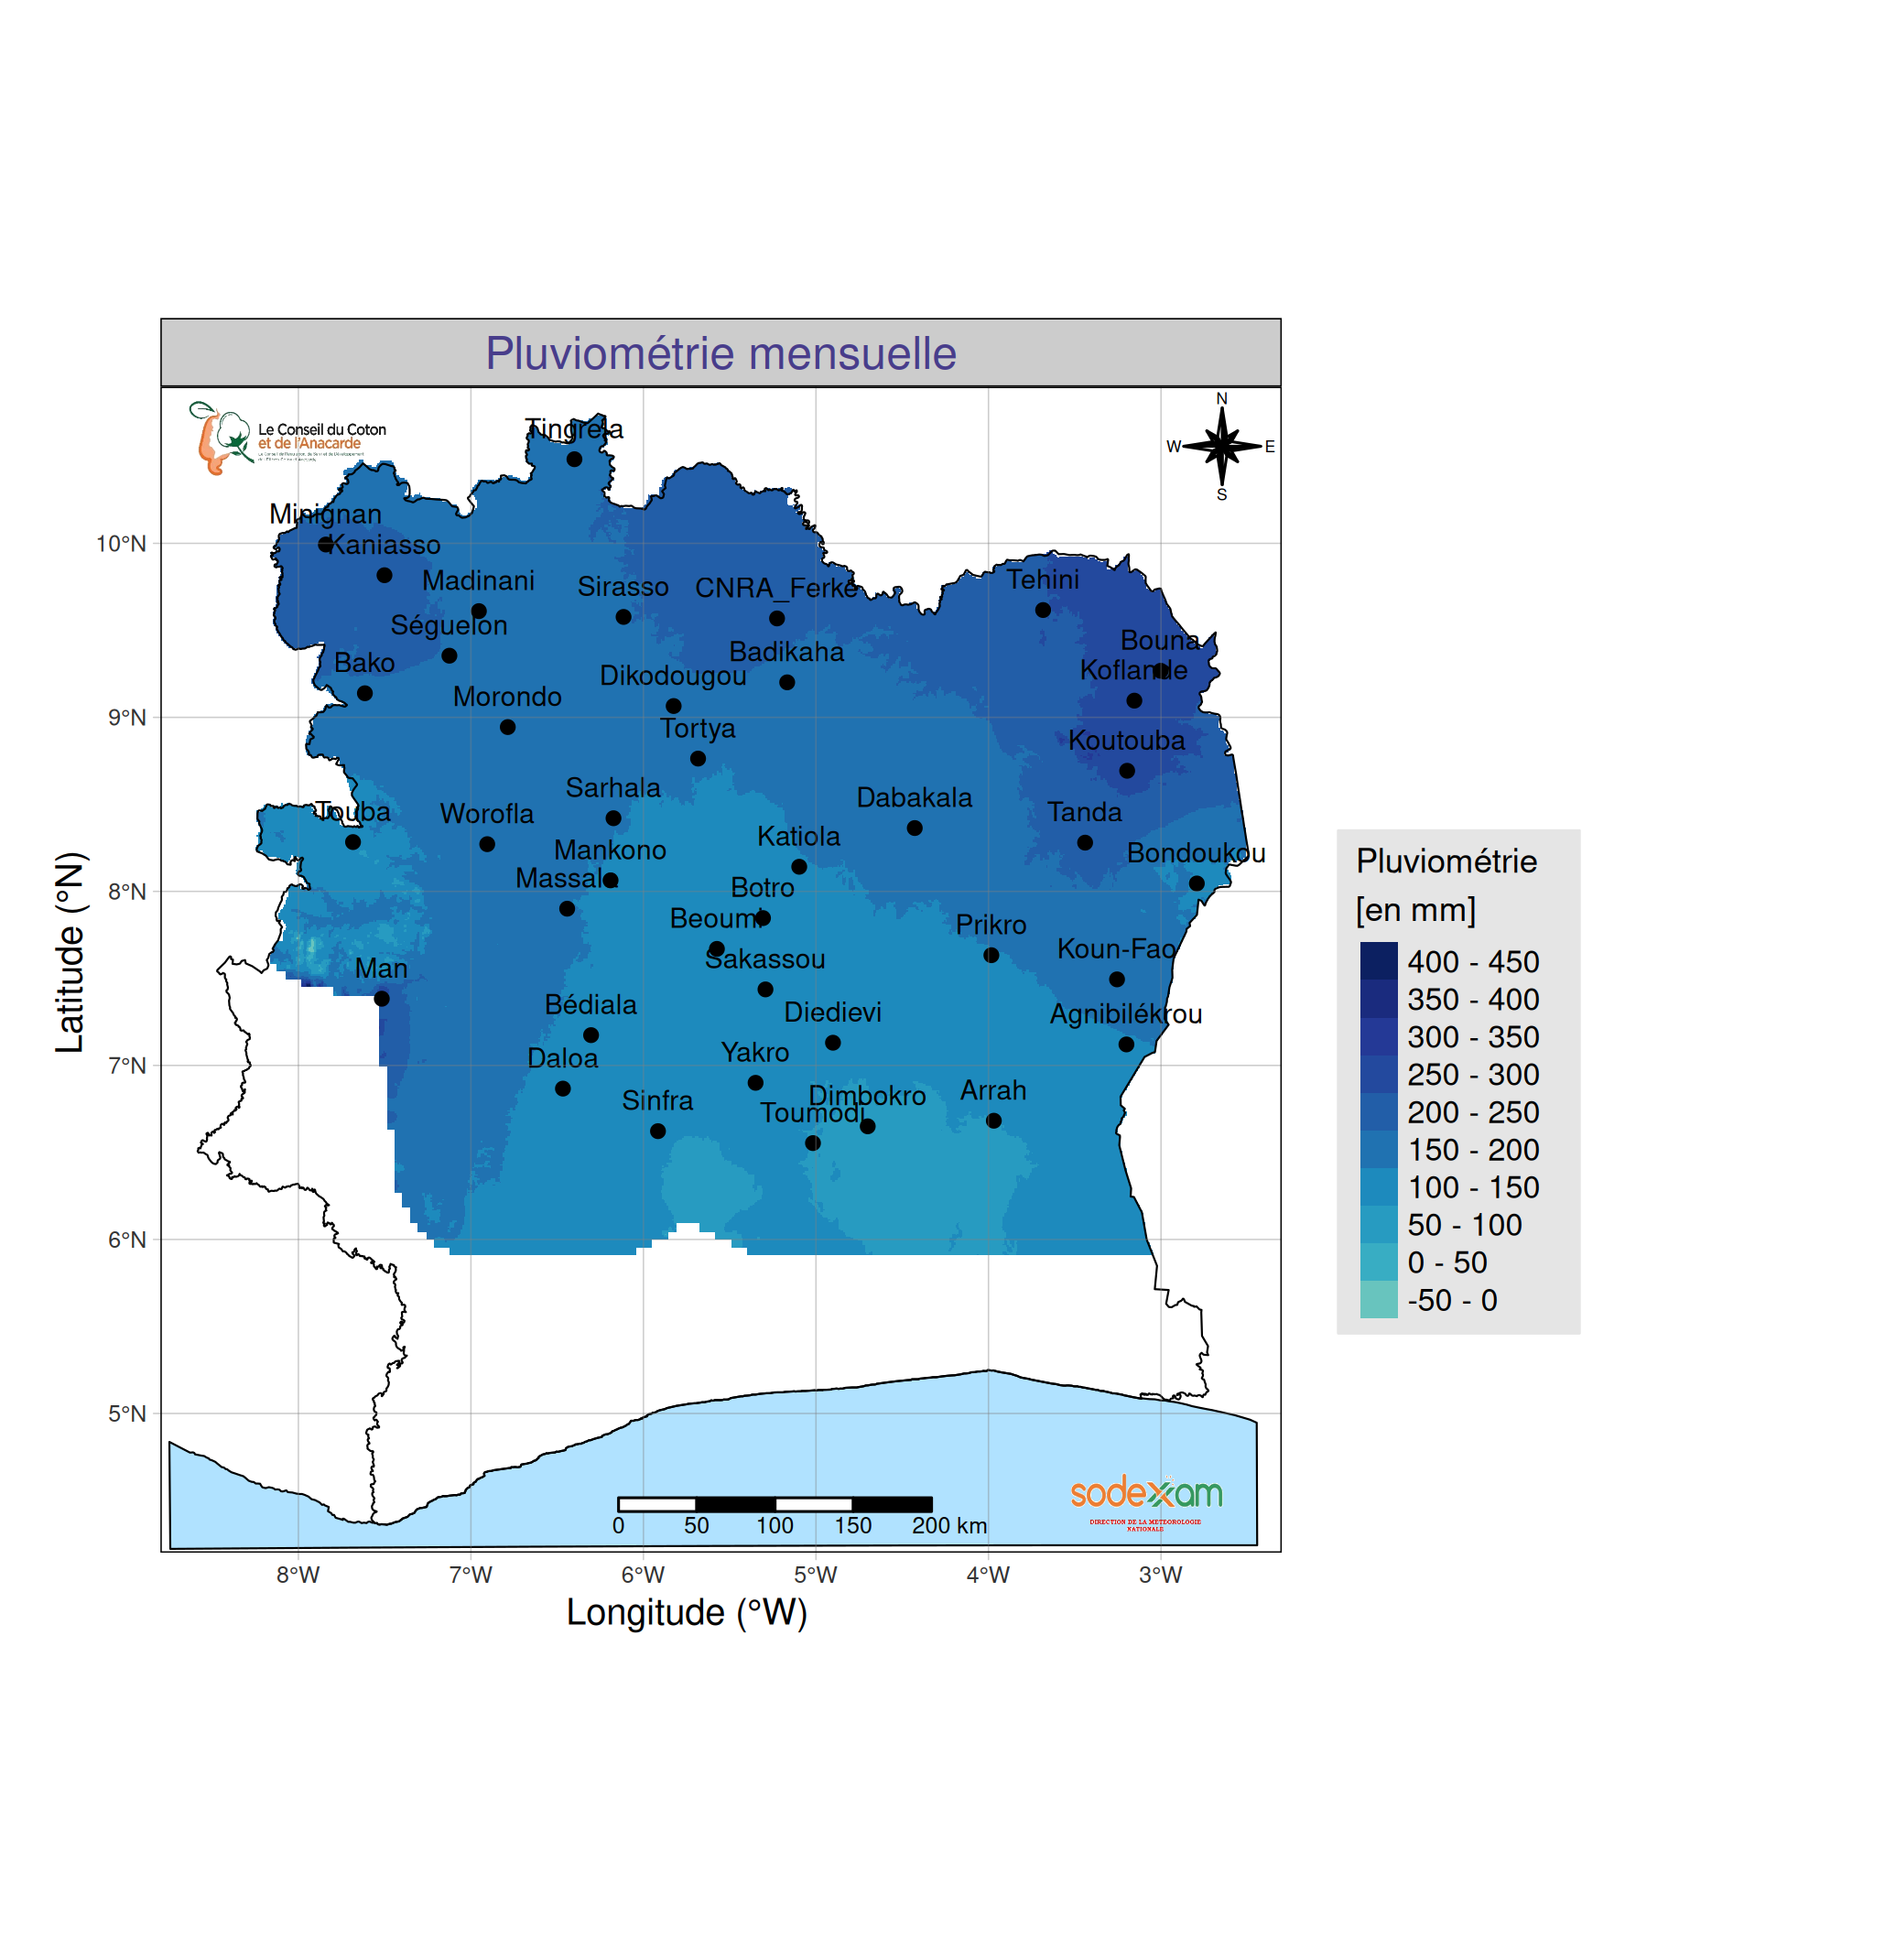 Pluviométrie mensuelle
Le Conseil du Coton
et de l'Anacarde
N
W
E
S
Tingrela
Minignan
Kaniasso
Madinani
Sirasso
CNRA_Ferké
Tehini
Séguelon
Bouna
Badikaha
Bako
Koflande
Dikodougou
Morondo
Tortya
Koutouba
Sarhala
Dabakala
Touba
Worofla
Tanda
Katiola
Mankono
Bondoukou
Massala
Botro
Beoumi
Prikro
Koun-Fao
Sakassou
Man
Bédiala
Diedievi
Agnibilékrou
Daloa
Yakro
Dimbokro
Arrah
Sinfra
Toumodi
10°N
9°N
8°N
7°N
6°N
5°N
Latitude (°N)
8°W
7°W
6°W
5°W
4°W
3°W
Longitude (°W)
0
50
100
150
200 km
sodexam
DIRECTION DE LA METEOROLOGIE
NATIONALE
Pluviométrie
[en mm]
400 - 450
350 - 400
300 - 350
250 - 300
200 - 250
150 - 200
100 - 150
50 - 100
0 - 50
-50 - 0